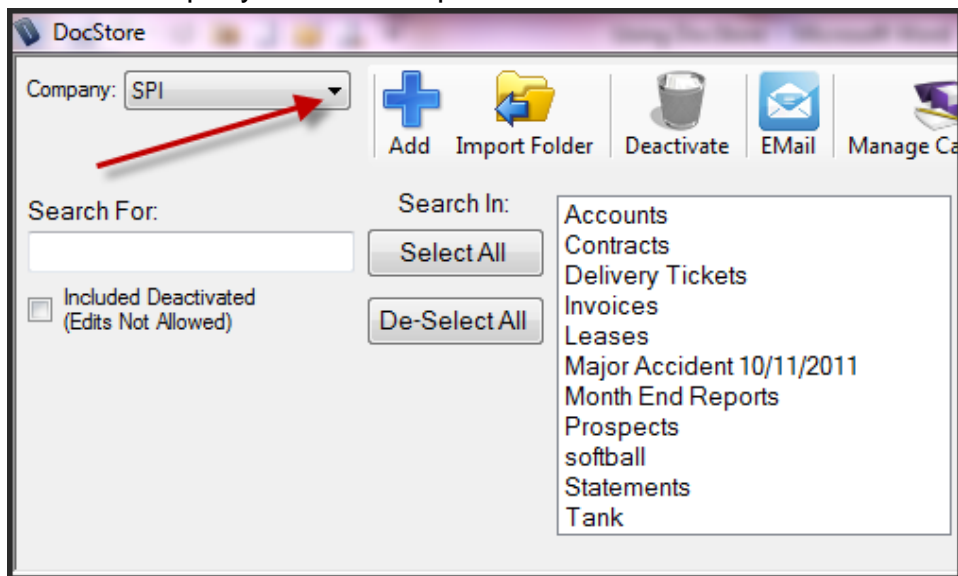 DocStore
Company: SPI
Add Import Folder Deactivate EMail Manage Ca
Search For:
Included Deactivated
(Edits Not Allowed)
Search In:
Select All
De-Select All
Accounts
Contracts
Delivery Tickets
Invoices
Leases
Major Accident 10/11/2011
Month End Reports
Prospects
softball
Statements
Tank